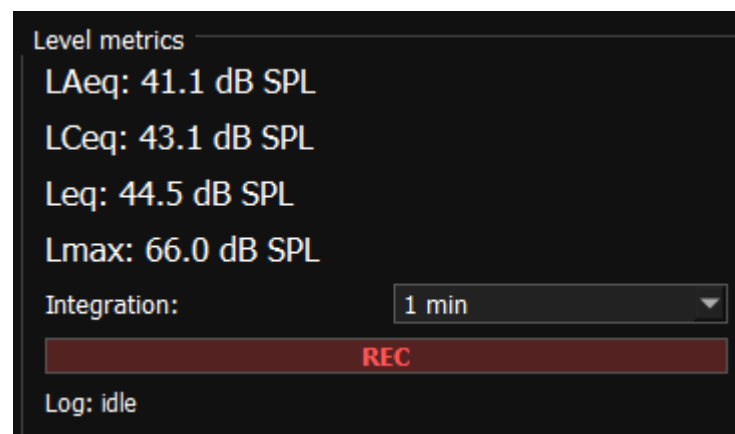 Level metrics
LAeq: 41.1 dB SPL
LCeq: 43.1 dB SPL
Leq: 44.5 dB SPL
Lmax: 66.0 dB SPL
Integration: 1 min
REC
Log: idle